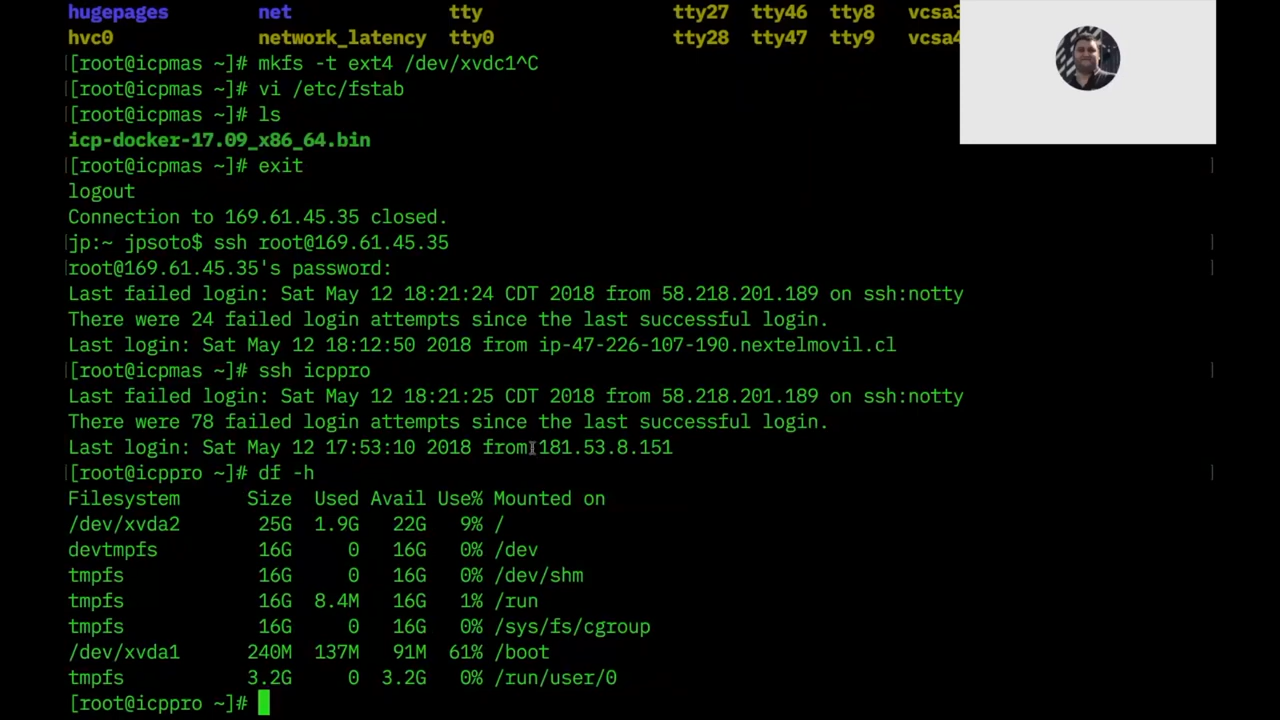 hugepages net tty tty27 tty46 tty8 vcsa3
hvc0 network_latency tty0 tty28 tty47 tty9 vcsa4
[root@icpmas ~]# mkfs -t ext4 /dev/xvdc1^C
[root@icpmas ~]# vi /etc/fstab
[root@icpmas ~]# ls
icp-docker-17.09_x86_64.bin
[root@icpmas ~]# exit
logout
Connection to 169.61.45.35 closed.
jp:~ jpsoto$ ssh root@169.61.45.35
root@169.61.45.35's password:
Last failed login: Sat May 12 18:21:24 CDT 2018 from 58.218.201.189 on ssh:notty
There were 24 failed login attempts since the last successful login.
Last login: Sat May 12 18:12:50 2018 from ip-47-226-107-190.nextelmovil.cl
[root@icpmas ~]# ssh icppro
Last failed login: Sat May 12 18:21:25 CDT 2018 from 58.218.201.189 on ssh:notty
There were 78 failed login attempts since the last successful login.
Last login: Sat May 12 17:53:10 2018 from 181.53.8.151
[root@icppro ~]# df -h
Filesystem Size Used Avail Use% Mounted on
/dev/xvda2 25G 1.9G 22G 9% /
devtmpfs 16G 0 16G 0% /dev
tmpfs 16G 0 16G 0% /dev/shm
tmpfs 16G 8.4M 16G 1% /run
tmpfs 16G 0 16G 0% /sys/fs/cgroup
/dev/xvda1 240M 137M 91M 61% /boot
tmpfs 3.2G 0 3.2G 0% /run/user/0
[root@icppro ~]#